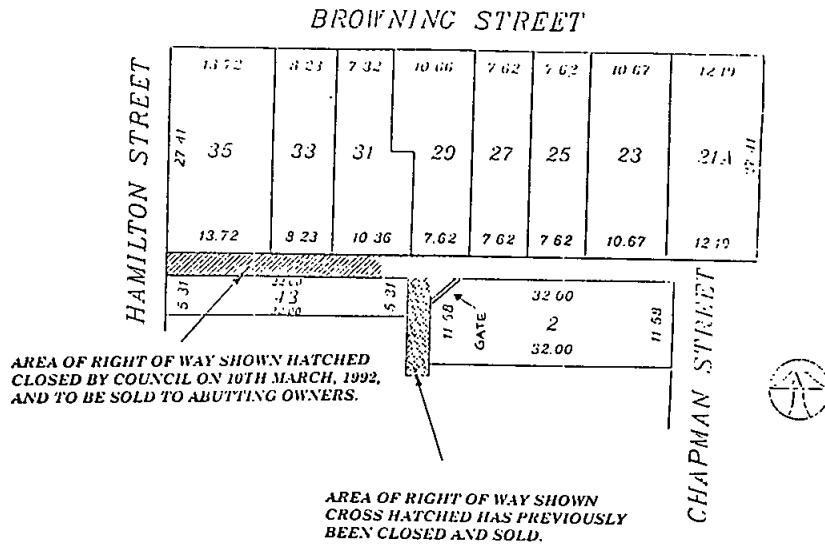 BROWNING STREET
HAMILTON STREET
13.72 8.23 7.32 10.66 7.62 7.62 10.67 12.19
27.41 35 33 31 29 27 25 23 21A 27.41
13.72 8.23 10.36 7.62 7.62 7.62 10.67 12.19
5.31 43 5.31
11.58 GATE 32.00 11.58
2
32.00
CHAPMAN STREET
AREA OF RIGHT OF WAY SHOWN HATCHED
CLOSED BY COUNCIL ON 10TH MARCH, 1992,
AND TO BE SOLD TO ABUTTING OWNERS.
AREA OF RIGHT OF WAY SHOWN
CROSS HATCHED HAS PREVIOUSLY
BEEN CLOSED AND SOLD.